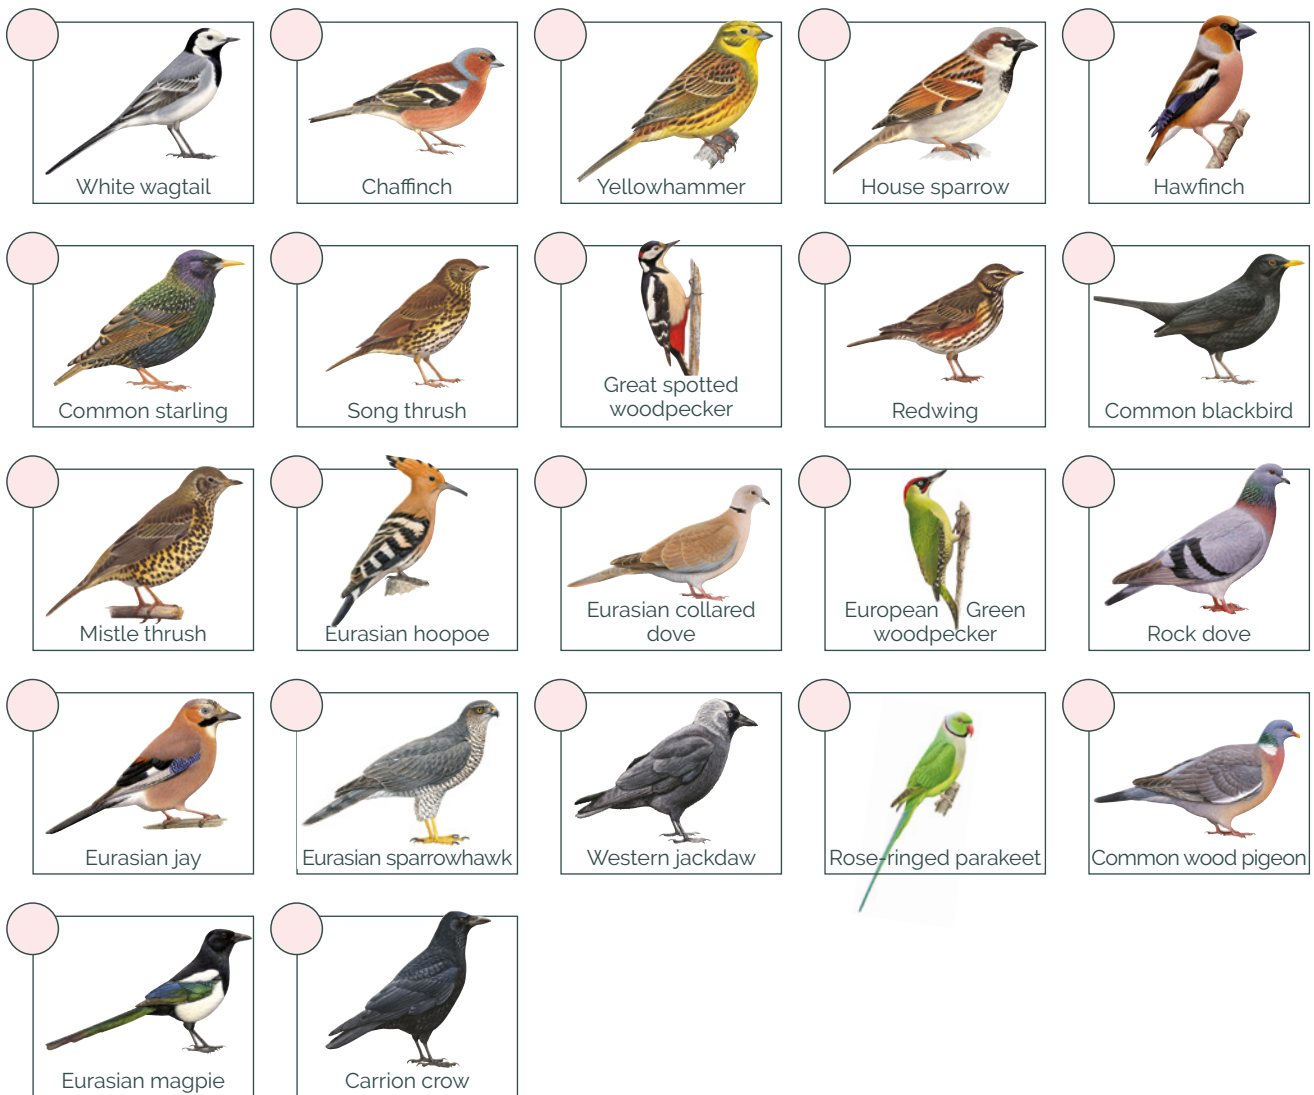 White wagtail
Chaffinch
Yellowhammer
House sparrow
Hawfinch
Common starling
Song thrush
Great spotted
woodpecker
Redwing
Common blackbird
Mistle thrush
Eurasian hoopoe
Eurasian collared
dove
European Green
woodpecker
Rock dove
Eurasian jay
Eurasian sparrowhawk
Western jackdaw
Rose-ringed parakeet
Common wood pigeon
Eurasian magpie
Carrion crow